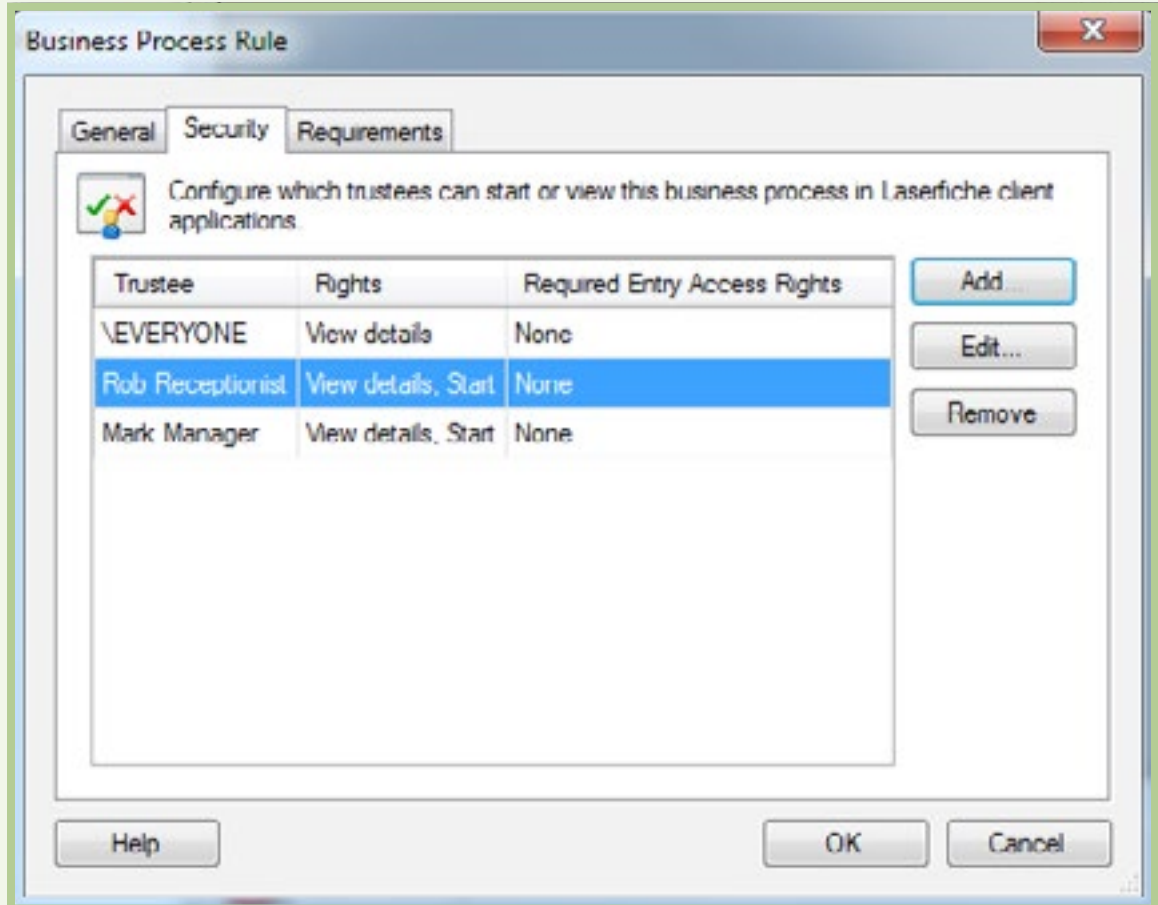 Business Process Rule
General Security Requirements
Configure which trustees can start or view this business process in Laserfiche client
applications.
Trustee Rights Required Entry Access Rights
\EVERYONE View details None
Rob Receptionist View details, Start None
Mark Manager View details, Start None
Add...
Edit...
Remove
Help OK Cancel